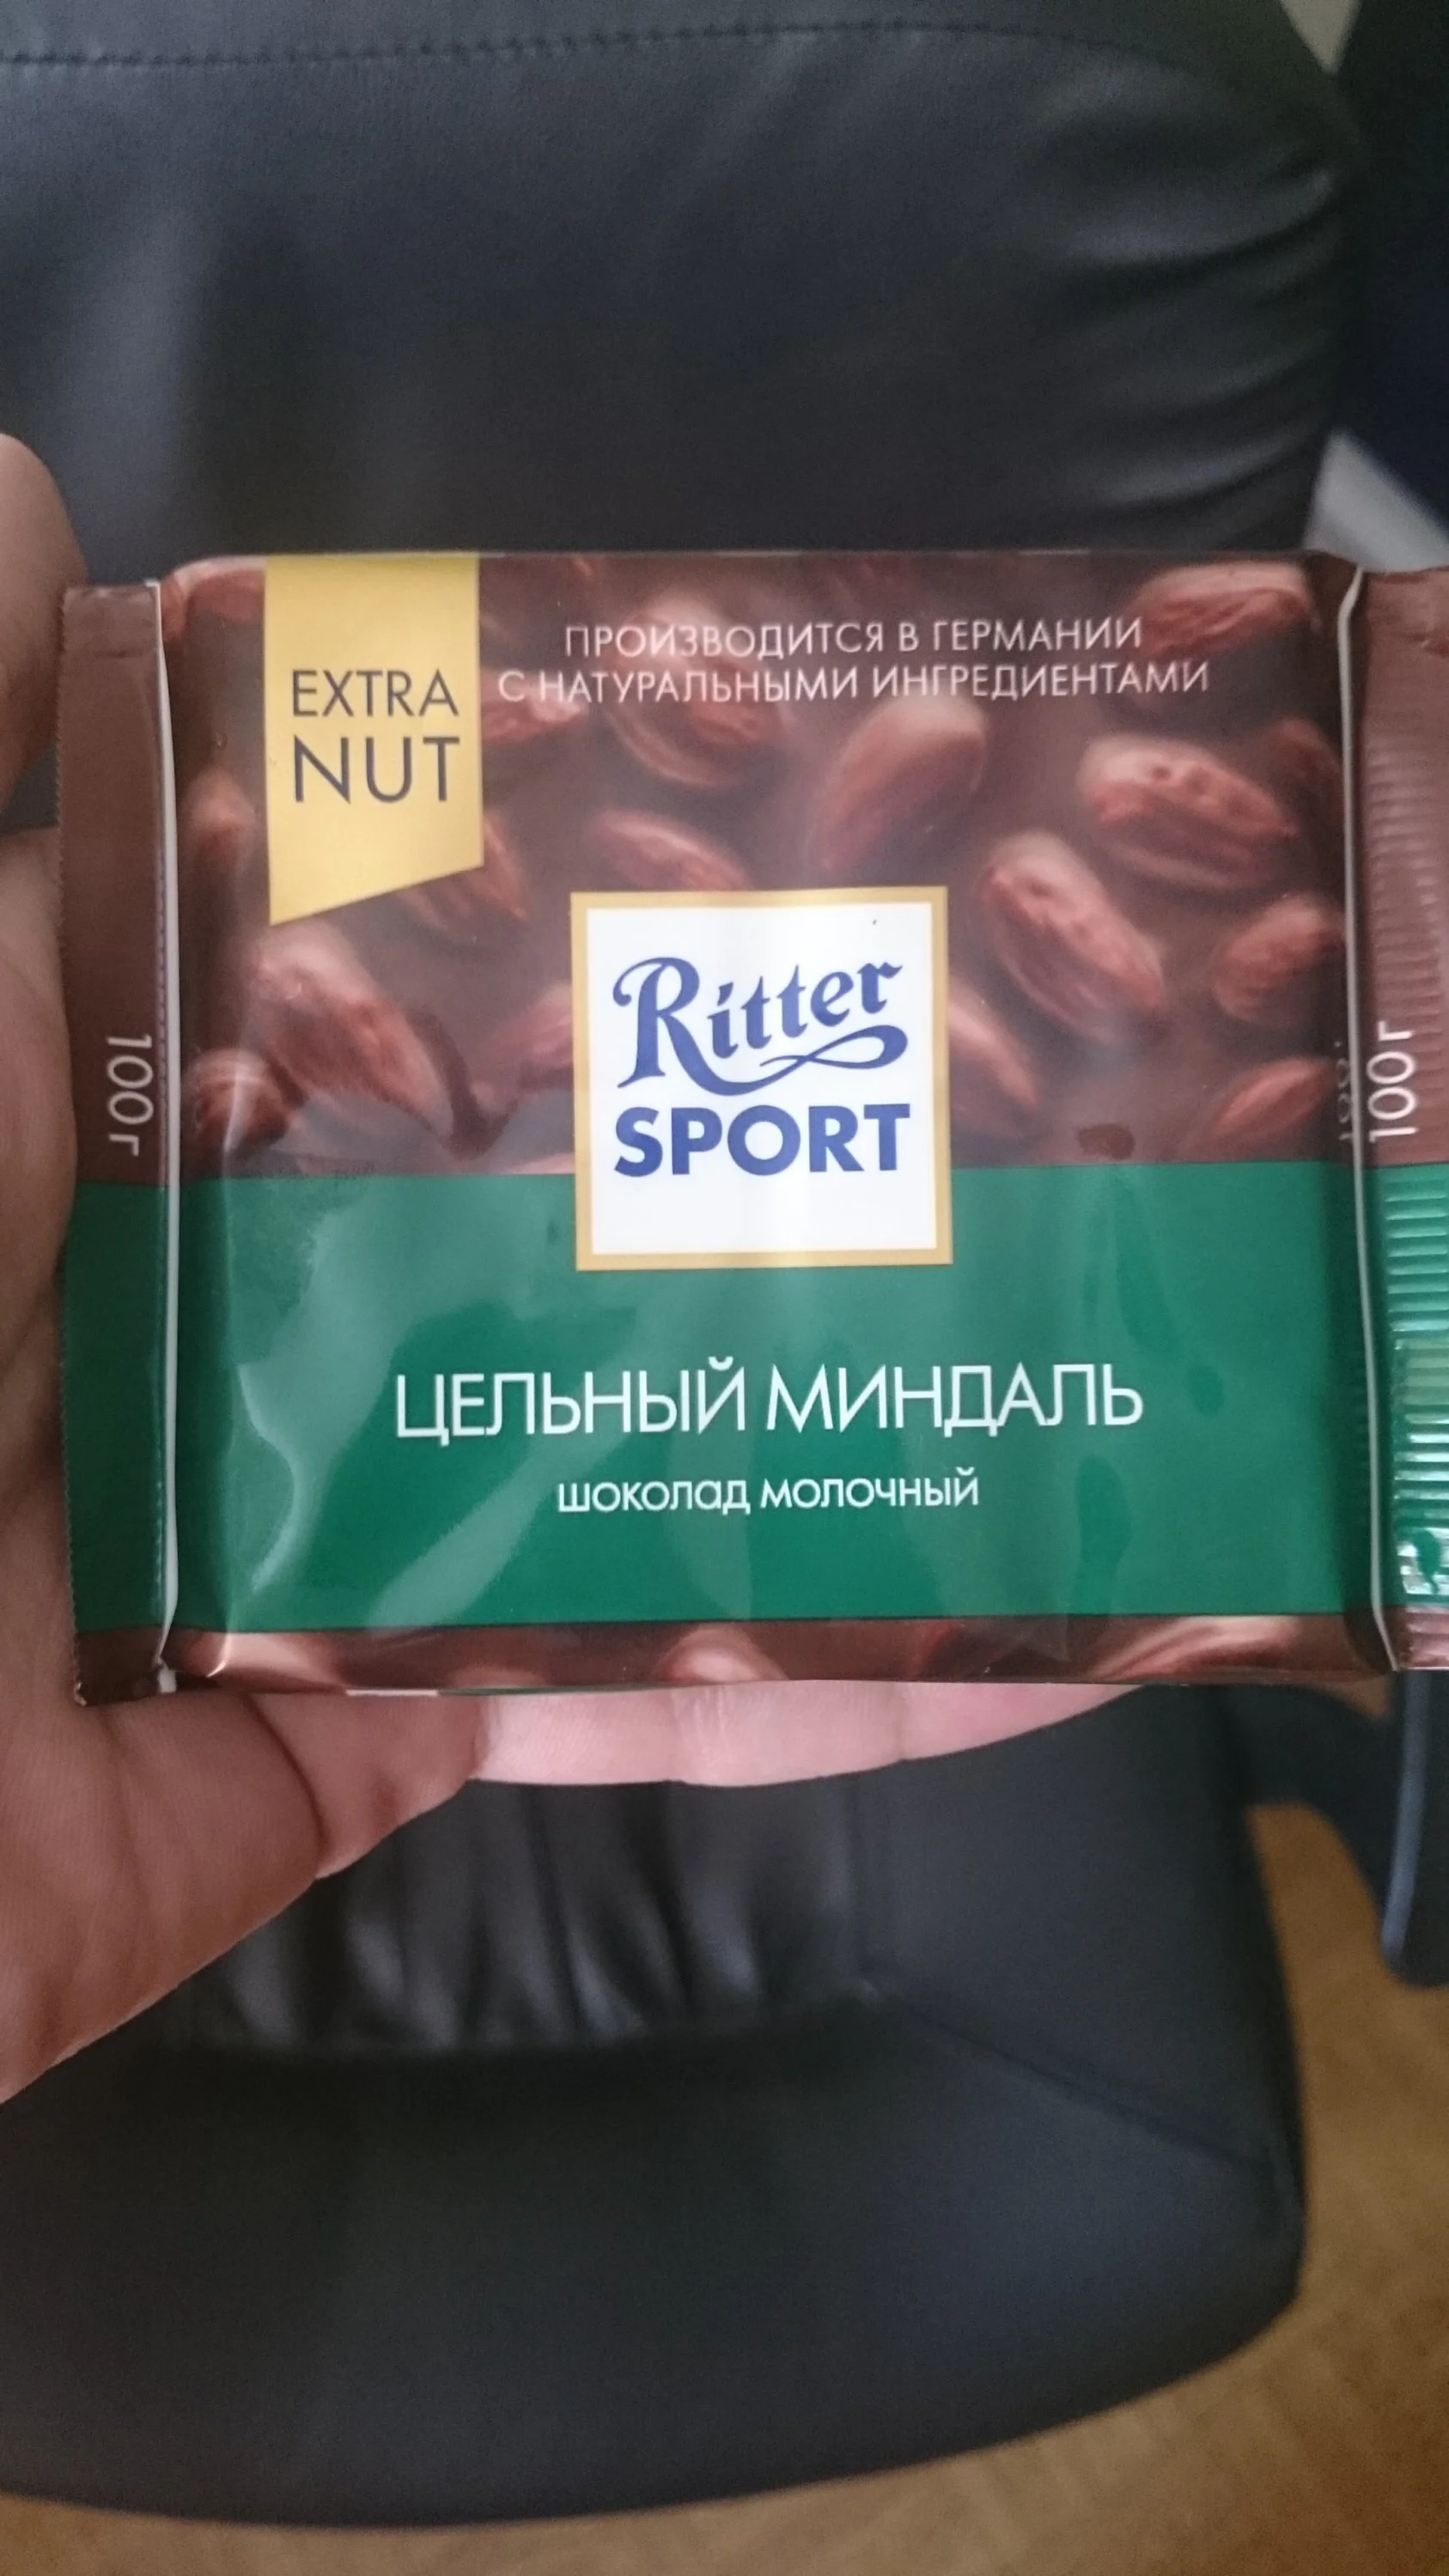 ПРОИЗВОДИТСЯ В ГЕРМАНИИ
С НАТУРАЛЬНЫМИ ИНГРЕДИЕНТАМИ
EXTRA
NUT
Ritter
SPORT
100г
100г
ЦЕЛЬНЫЙ МИНДАЛЬ
шоколад молочный